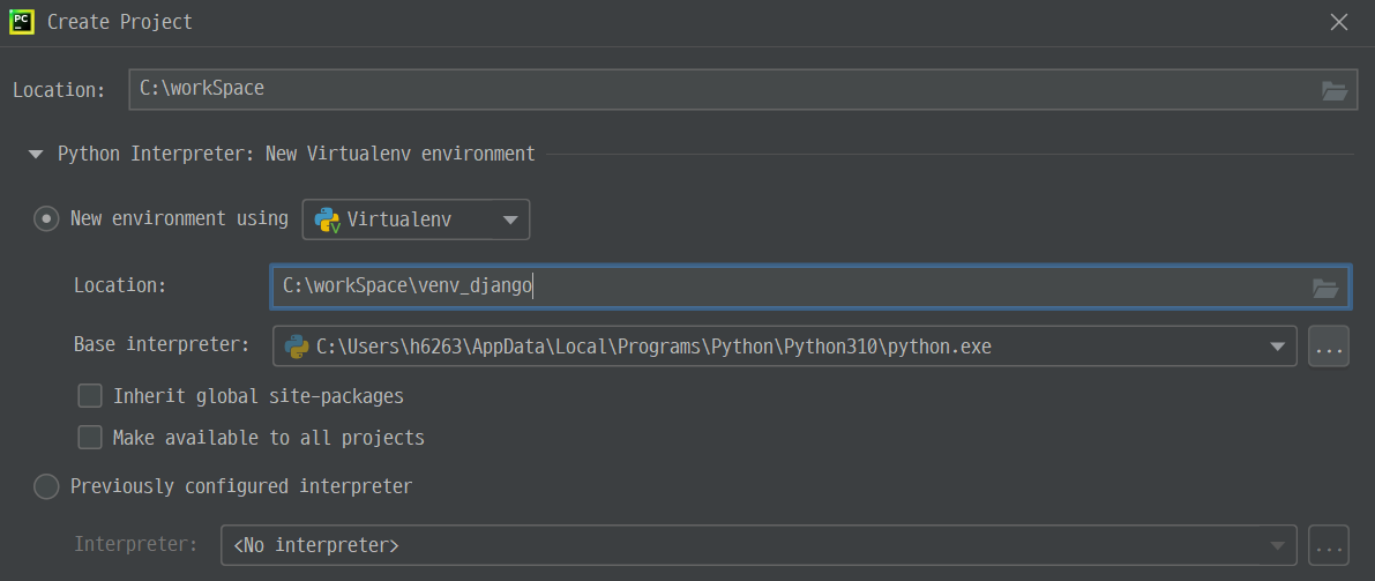 PC Create Project
Location: C:\workSpace
Python Interpreter: New Virtualenv environment
New environment using Virtualenv
Location: C:\workSpace\venv_django
Base interpreter: C:\Users\h6263\AppData\Local\Programs\Python\Python310\python.exe ...
Inherit global site-packages
Make available to all projects
Previously configured interpreter
Interpreter: <No interpreter> ...